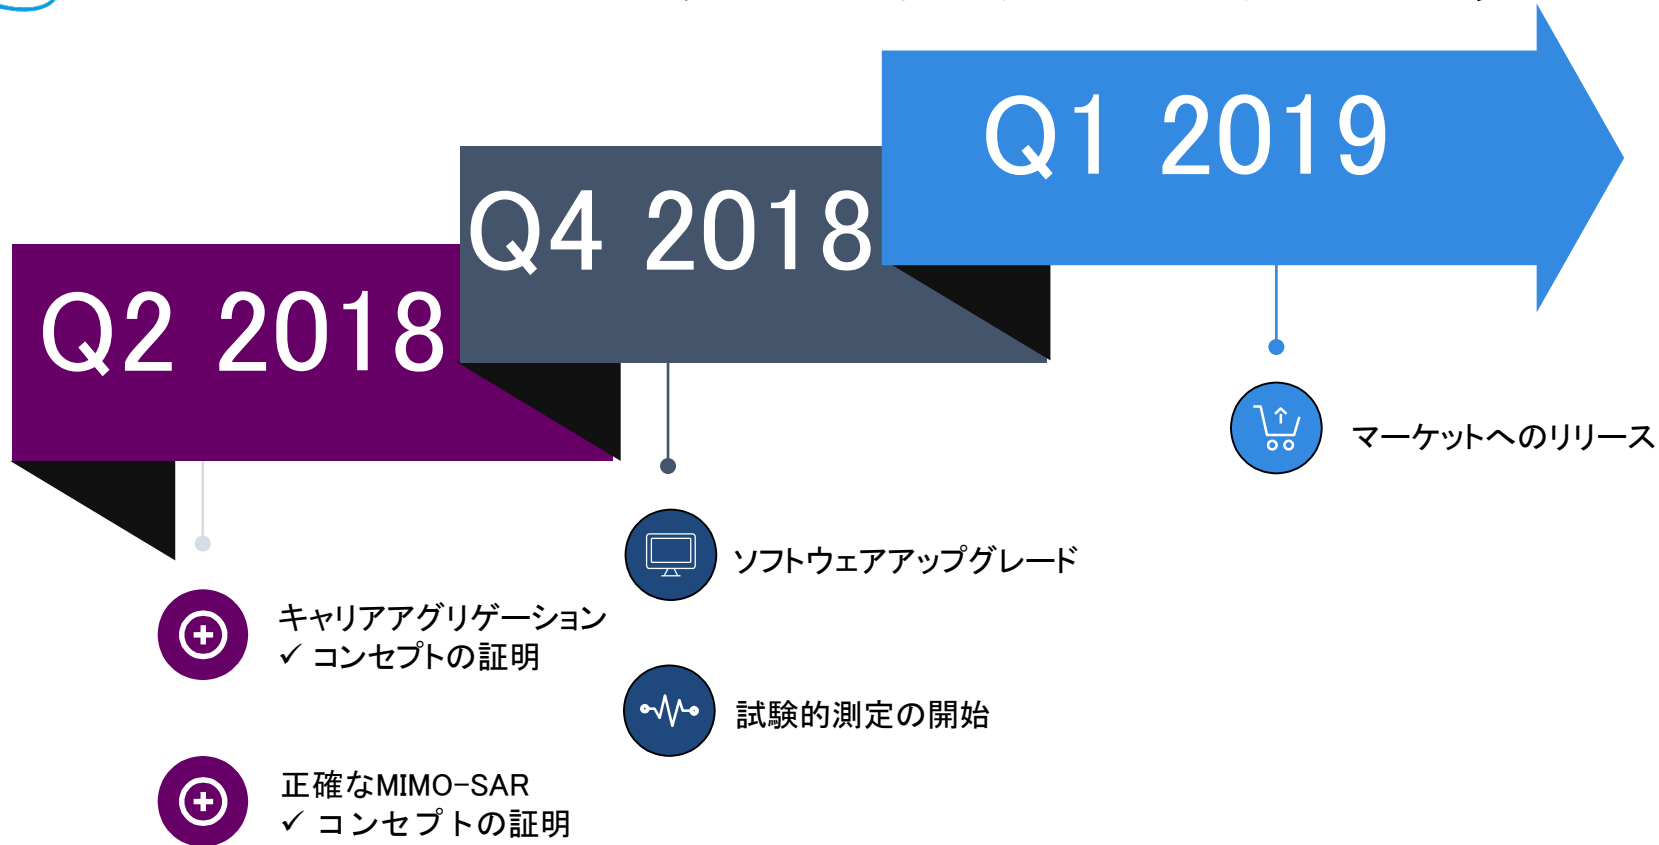 Q1 2019
Q4 2018
Q2 2018
マーケットへのリリース
ソフトウェアアップグレード
試験的測定の開始
キャリアアグリゲーション
✓ コンセプトの証明
正確なMIMO-SAR
✓ コンセプトの証明